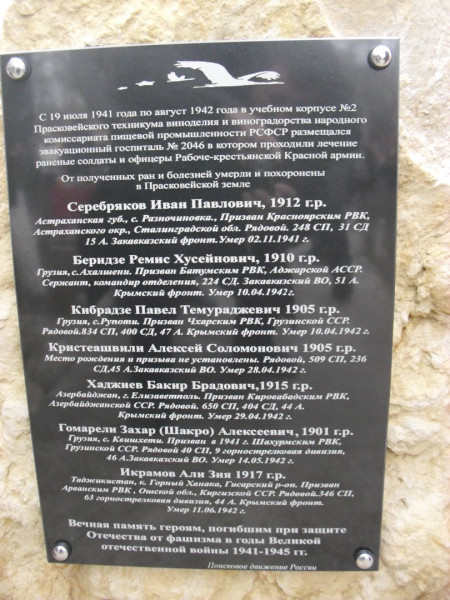 С 19 июля 1941 года по август 1942 года в учебном корпусе №2
Прасковейского техникума виноделия и виноградорства народного
комиссариата пищевой промышленности РСФСР размещался
эвакуационный госпиталь № 2046 в котором проходили лечение
раненые солдаты и офицеры Рабоче-крестьянской Красной армии.
От полученных ран и болезней умерли и похоронены
в Прасковейской земле
Серебряков Иван Павлович, 1912 г.р.
Астраханская губ., с. Разночиновка., Призван Красноярским РВК,
Астраханского окр., Сталинградской обл. Рядовой. 248 СП, 31 СД
15 А. Закавказский фронт.Умер 02.11.1941 г.
Беридзе Ремис Хусейнович, 1910 г.р.
Грузия, с.Ахалшени. Призван Батумским РВК, Аджарской АССР.
Сержант, командир отделения, 224 СД. Закавказский ВО, 51 А.
Крымский фронт. Умер 10.04.1942г.
Кибрадзе Павел Темураджевич 1905 г.р.
Грузия, с.Рупоти. Призван Чхарским РВК, Грузинской ССР.
Рядовой.834 СП, 400 СД, 47 А. Крымский фронт. Умер 10.04.1942 г.
Кристеашвили Алексей Соломонович 1905 г.р.
Место рождения и призыва не установлены. Рядовой, 509 СП, 236
СД,45 А.Закавказский ВО. Умер 28.04.1942 г.
Хаджиев Бакир Брадович,1915 г.р.
Азербайджан, г. Елизаветполь. Призван Кировабадским РВК,
Азербайджанской ССР. Рядовой. 650 СП, 404 СД, 44 А.
Крымский фронт. Умер 29.04.1942 г.
Гомарели Захар (Шакро) Алексеевич, 1901 г.р.
Грузия, с. Квишхети. Призван в 1941 г. Шахурмским РВК,
Грузинской ССР. Рядовой 40 СП, 9 горнострелковая дивизия,
46 А.Закавказский ВО. Умер 14.05.1942 г.
Икрамов Али Зия 1917 г.р.
Таджикистан, к. Горный Ханака, Гисарский р-он. Призван
Араванским РВК , Ошской обл., Киргизской ССР. Рядовой.346 СП,
63 горнострелковая дивизия, 44 А. Крымский фронт.
Умер 11.06.1942 г.
Вечная память героям, погибшим при защите
Отечества от фашизма в годы Великой
отечественной войны 1941-1945 гг.
Поисковое движение России